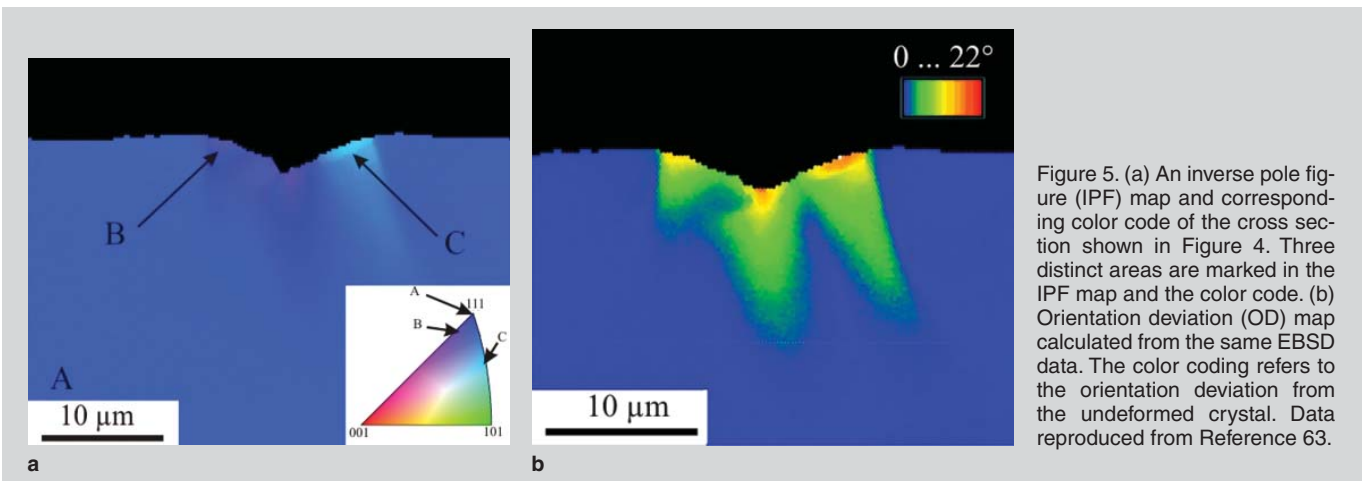 B
C
A
10 µm
A
111
B
C
001
101
a
0 ... 22°
10 µm
b
Figure 5. (a) An inverse pole fig-
ure (IPF) map and correspond-
ing color code of the cross sec-
tion shown in Figure 4. Three
distinct areas are marked in the
IPF map and the color code. (b)
Orientation deviation (OD) map
calculated from the same EBSD
data. The color coding refers to
the orientation deviation from
the undeformed crystal. Data
reproduced from Reference 63.